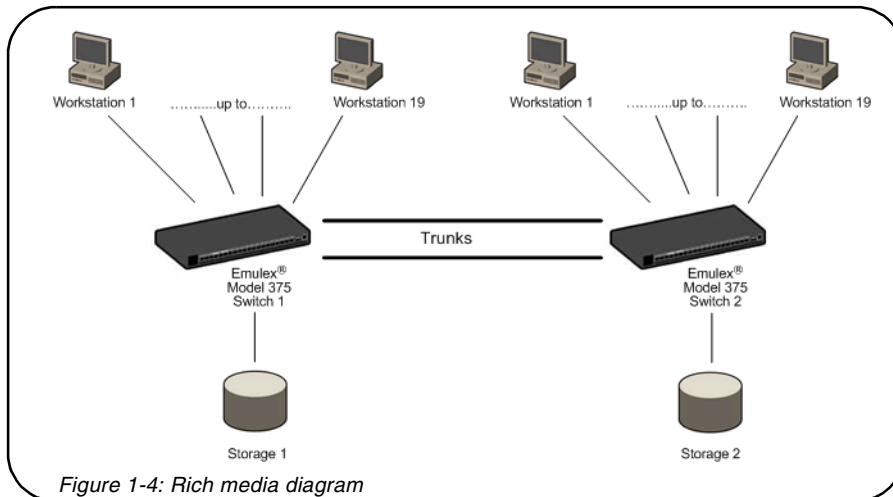 Workstation 1 ...........up to.......... Workstation 19
Workstation 1 ...........up to.......... Workstation 19
Trunks
Emulex®
Model 375
Switch 1
Emulex®
Model 375
Switch 2
Storage 1
Storage 2
Figure 1-4: Rich media diagram